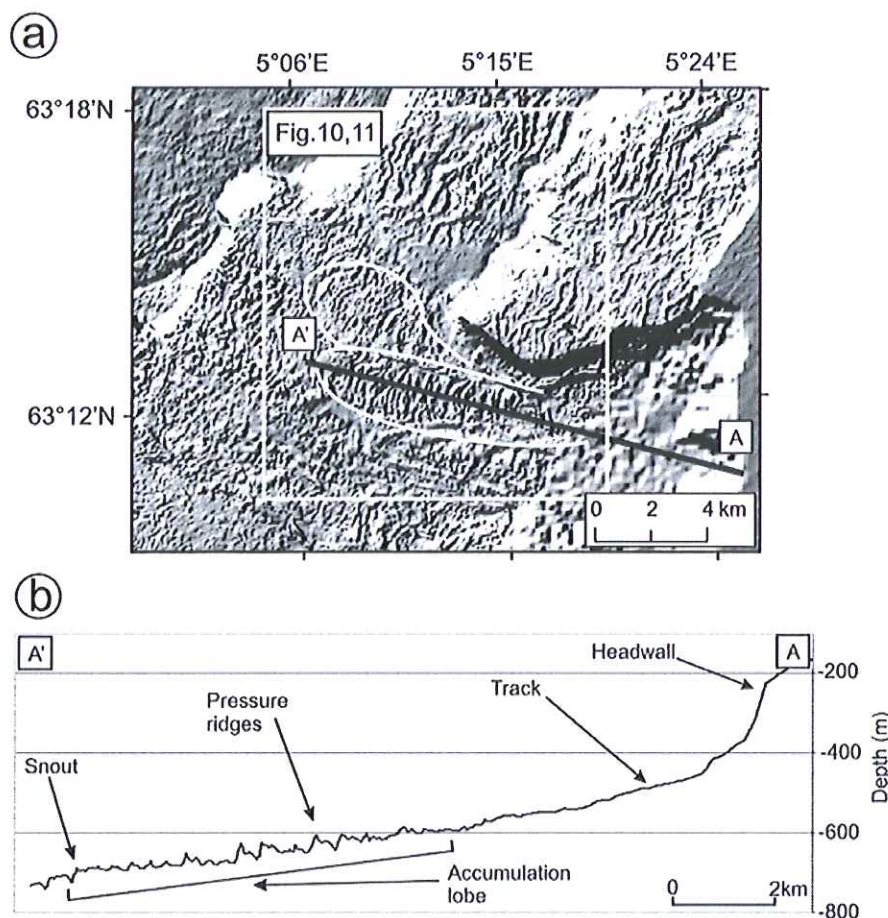 a
5°06'E 5°15'E 5°24'E
63°18'N
Fig.10,11
A'
63°12'N
A
0 2 4 km
b
A' A
Headwall
-200
Track
Pressure
ridges
-400
Depth (m)
Snout
-600
Accumulation
lobe
0 2km
-800